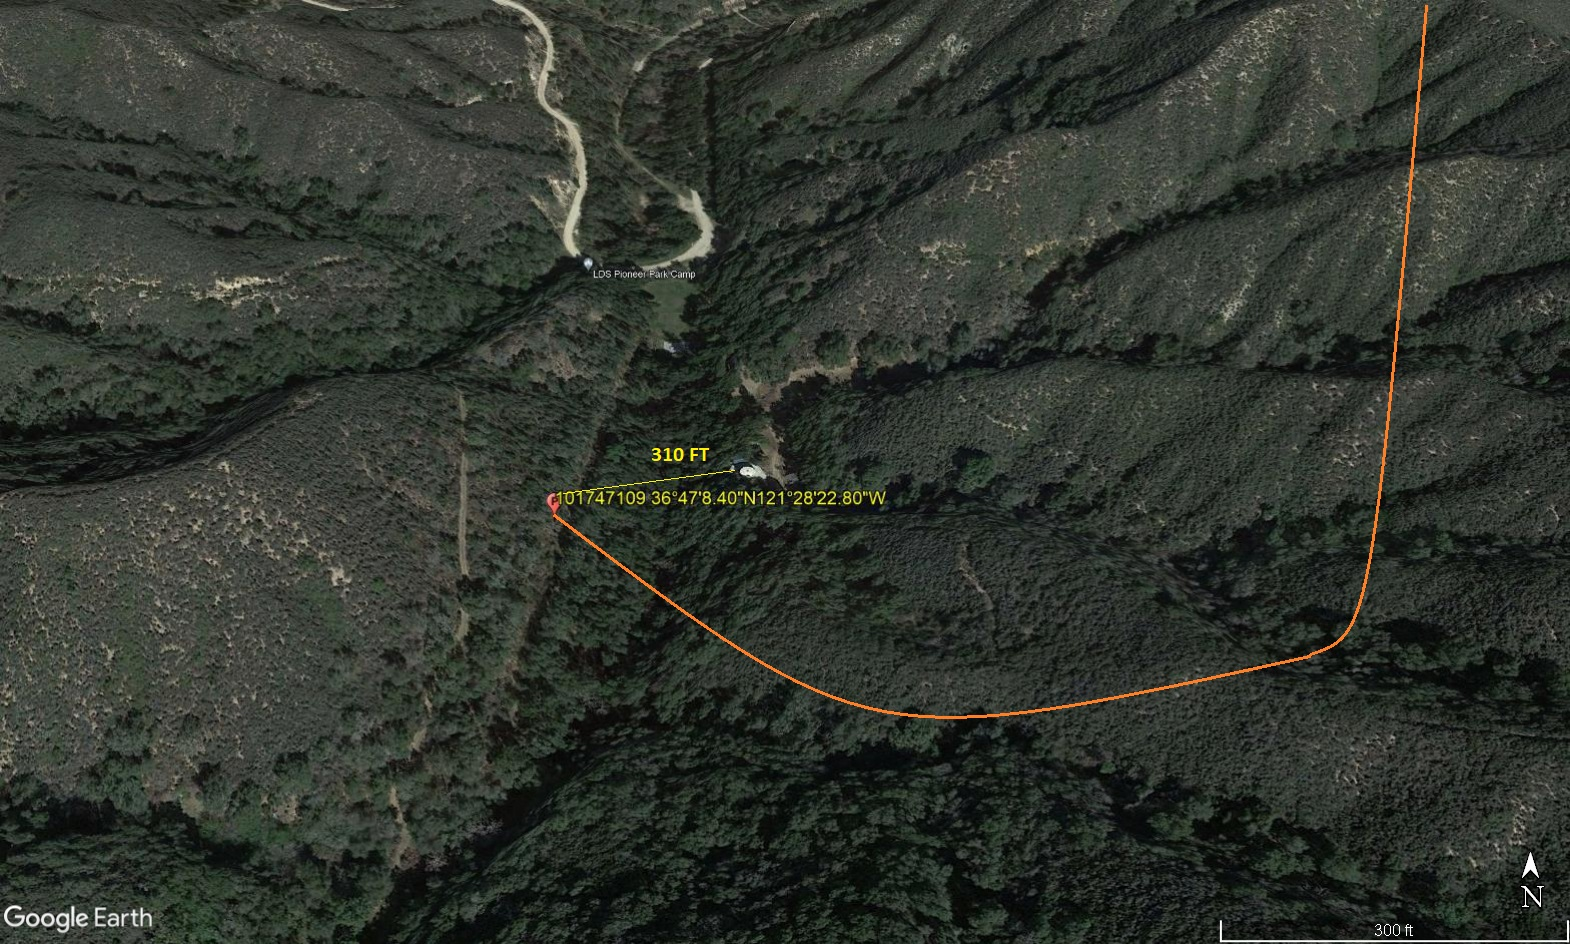 LDS Pioneer Park Camp
310 FT
101747109 36°47'8.40"N121°28'22.80"W
N
Google Earth
300 ft